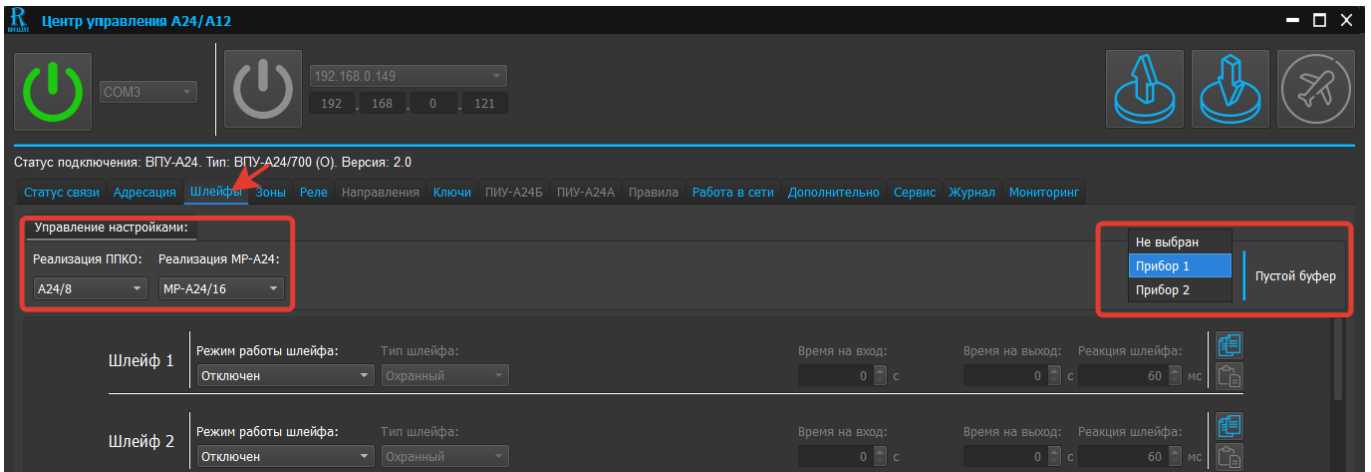 R ROVALANT Центр управления А24/А12
COM3
192.168.0.149
192 . 168 . 0 . 121
Статус подключения: ВПУ-А24. Тип: ВПУ-А24/700 (О). Версия: 2.0
Статус связи Адресация Шлейфы Зоны Реле Направления Ключи ПИУ-А24Б ПИУ-А24А Правила Работа в сети Дополнительно Сервис Журнал Мониторинг
Управление настройками:
Реализация ППКО: Реализация МР-А24:
А24/8 МР-А24/16
Не выбран
Прибор 1
Прибор 2
Пустой буфер
Шлейф 1
Режим работы шлейфа: Тип шлейфа: Время на вход: Время на выход: Реакция шлейфа:
Отключен Охранный 0 с 0 с 60 мс
Шлейф 2
Режим работы шлейфа: Тип шлейфа: Время на вход: Время на выход: Реакция шлейфа:
Отключен Охранный 0 с 0 с 60 мс